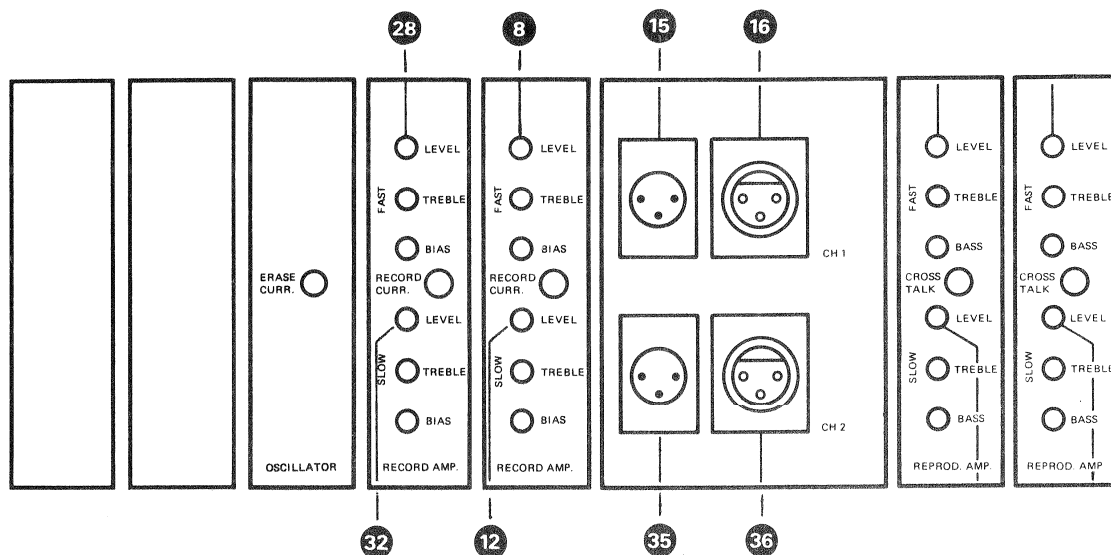 28
8
15
16
ERASE
CURR.
OSCILLATOR
LEVEL
FAST
TREBLE
BIAS
RECORD
CURR.
LEVEL
SLOW
TREBLE
BIAS
RECORD AMP.
LEVEL
FAST
TREBLE
BIAS
RECORD
CURR.
LEVEL
SLOW
TREBLE
BIAS
RECORD AMP.
CH 1
CH 2
LEVEL
FAST
TREBLE
BASS
CROSS
TALK
LEVEL
SLOW
TREBLE
BASS
REPROD. AMP.
LEVEL
FAST
TREBLE
BASS
CROSS
TALK
LEVEL
SLOW
TREBLE
BASS
REPROD. AMP
32
12
35
36